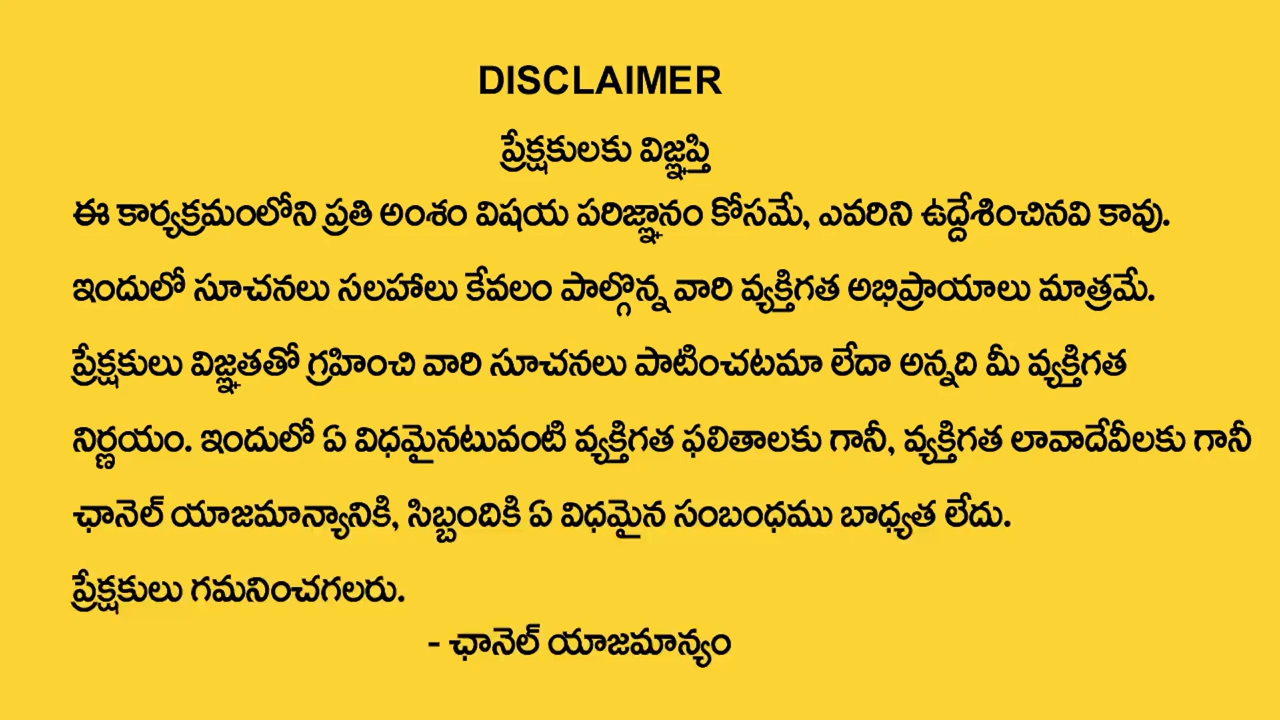 DISCLAIMER
ప్రేక్షకులకు విజ్ఞప్తి
ఈ కార్యక్రమంలోని ప్రతి అంశం విషయ పరిజ్ఞానం కోసమే, ఎవరిని ఉద్దేశించినవి కావు.
ఇందులో సూచనలు సలహాలు కేవలం పాల్గొన్న వారి వ్యక్తిగత అభిప్రాయాలు మాత్రమే.
ప్రేక్షకులు విజ్ఞతతో గ్రహించి వారి సూచనలు పాటించటమా లేదా అన్నది మీ వ్యక్తిగత
నిర్ణయం. ఇందులో ఏ విధమైనటువంటి వ్యక్తిగత ఫలితాలకు గానీ, వ్యక్తిగత లావాదేవీలకు గానీ
ఛానెల్ యాజమాన్యానికి, సిబ్బందికి ఏ విధమైన సంబంధము బాధ్యత లేదు.
ప్రేక్షకులు గమనించగలరు.
- ఛానెల్ యాజమాన్యం